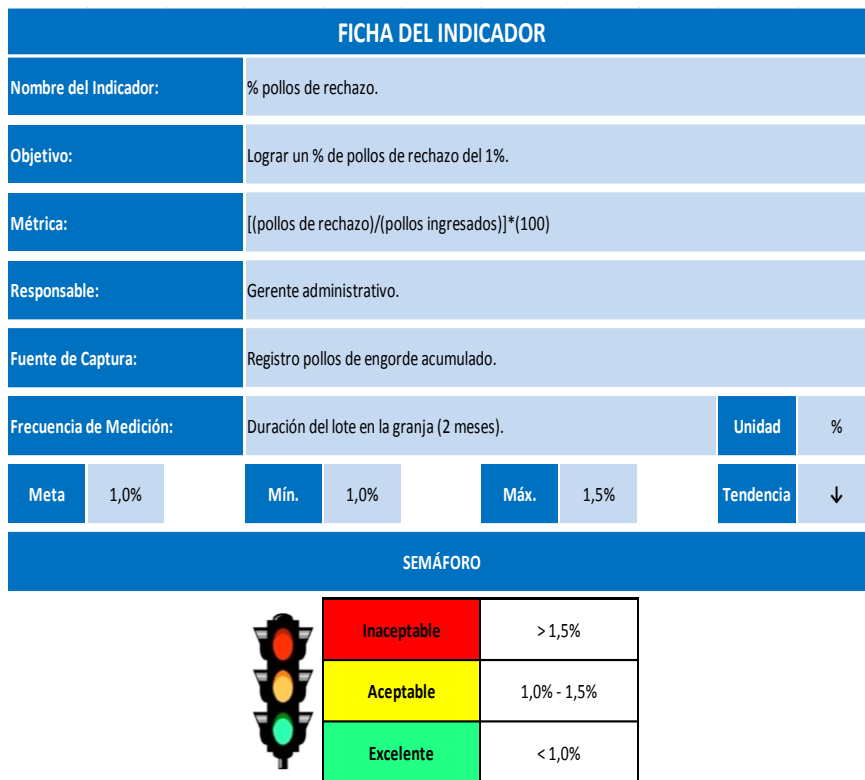 FICHA DEL INDICADOR
Nombre del Indicador: % pollos de rechazo.
Objetivo: Lograr un % de pollos de rechazo del 1%.
Métrica: [(pollos de rechazo)/(pollos ingresados)]*(100)
Responsable: Gerente administrativo.
Fuente de Captura: Registro pollos de engorde acumulado.
Frecuencia de Medición: Duración del lote en la granja (2 meses). Unidad %
Meta 1,0% Mín. 1,0% Máx. 1,5% Tendencia ↓
SEMÁFORO
Inaceptable > 1,5%
Aceptable 1,0% - 1,5%
Excelente < 1,0%